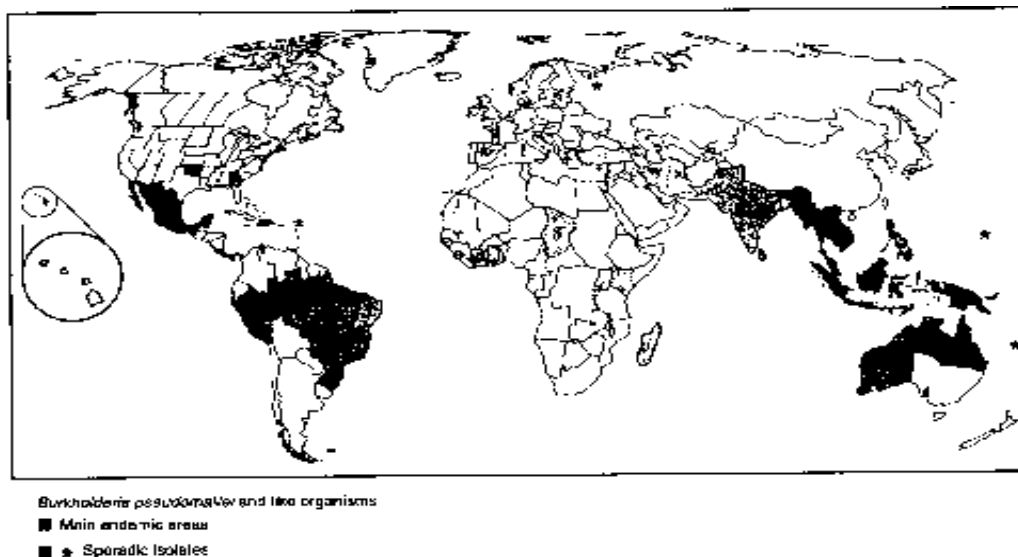 Burkholderia pseudomallei and like organisms
■ Main endemic areas
■ * Sporadic isolates